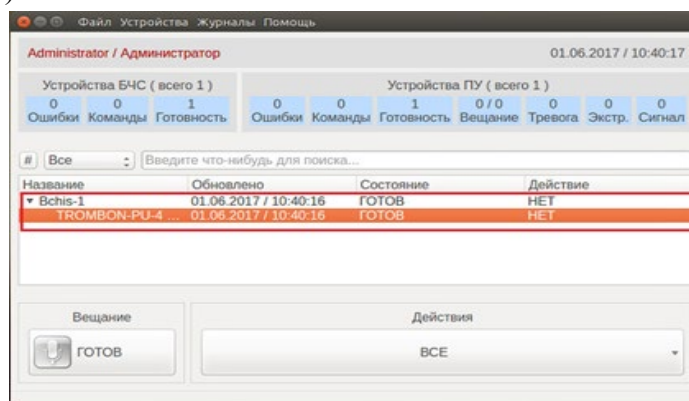 )
Файл Устройства Журналы Помощь
Administrator / Администратор 01.06.2017 / 10:40:17
Устройства БЧС ( всего 1 ) Устройства ПУ ( всего 1 )
0 0 1 0 0 1 0 / 0 0 0 0
Ошибки Команды Готовность Ошибки Команды Готовность Вещание Тревога Экстр. Сигнал
# Все Введите что-нибудь для поиска...
Название Обновлено Состояние Действие
Bchis-1 01.06.2017 / 10:40:16 ГОТОВ НЕТ
TROMBON-PU-4 ... 01.06.2017 / 10:40:16 ГОТОВ НЕТ
Вещание Действия
ГОТОВ ВСЕ